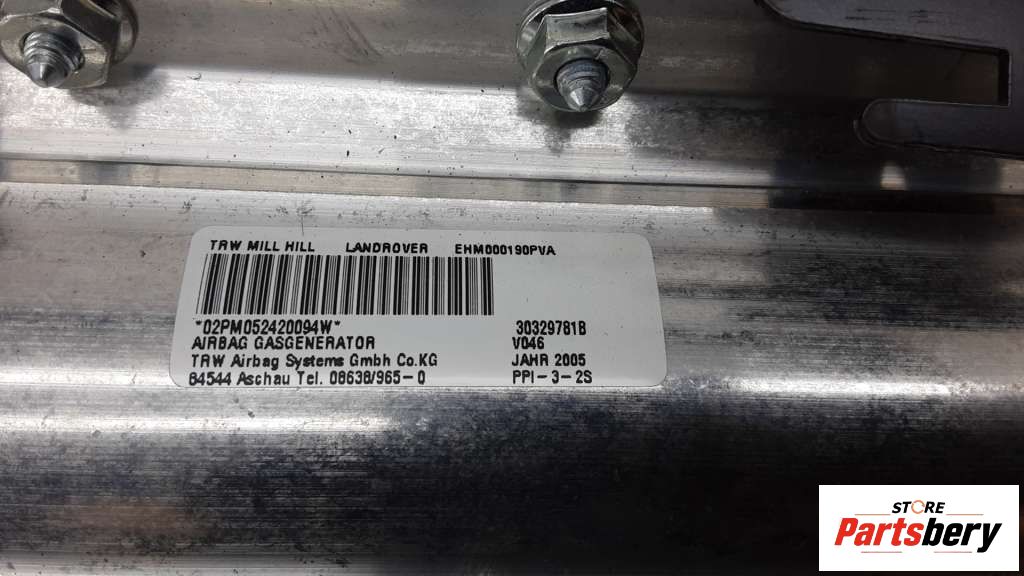 TRW MILL HILL LANDROVER EHM000190PVA
*02PM052420094W* 30329781B
AIRBAG GASGENERATOR V046
TRW Airbag Systems Gmbh Co.KG JAHR 2005
84544 Aschau Tel. 08638/965-0 PPI-3-2S
STORE
Partsbery